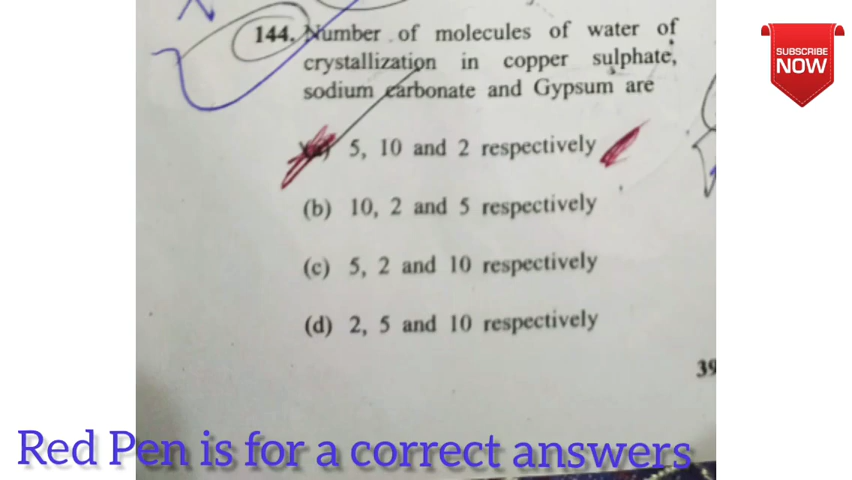 144. Number of molecules of water of
crystallization in copper sulphate,
sodium carbonate and Gypsum are
5, 10 and 2 respectively
(b) 10, 2 and 5 respectively
(c) 5, 2 and 10 respectively
(d) 2, 5 and 10 respectively
39
Red Pen is for a correct answers
SUBSCRIBE
NOW